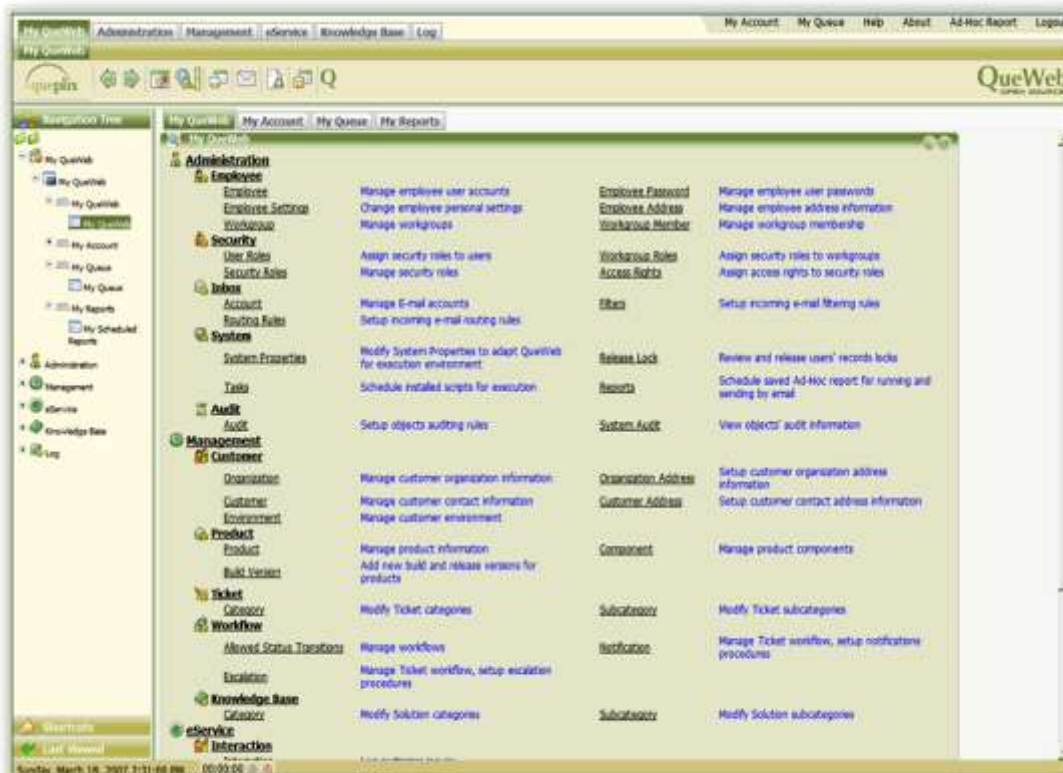 My Account My Queue Help About Ad-Hoc Report Logout
My QueWeb Administration Management eService Knowledge Base Log
My QueWeb
queplix Q QueWeb
OPEN SOURCE
Navigation Tree
My QueWeb
My QueWeb
My QueWeb
My QueWeb
My Account
My Queue
My Queue
My Reports
My Scheduled
Reports
Administration
Management
eService
Knowledge Base
Log
Shortcuts
Last Viewed
My QueWeb My Account My Queue My Reports
My QueWeb
Administration
Employee
Employee Manage employee user accounts Employee Password Manage employee user passwords
Employee Settings Change employee personal settings Employee Address Manage employee address information
Workgroup Manage workgroups Workgroup Member Manage workgroup membership
Security
User Roles Assign security roles to users Workgroup Roles Assign security roles to workgroups
Security Roles Manage security roles Access Rights Assign access rights to security roles
Inbox
Account Manage E-mail accounts Filters Setup incoming e-mail filtering rules
Routing Rules Setup incoming e-mail routing rules
System
System Properties Modify System Properties to adapt QueWeb
for execution environment Release Lock Review and release users' records locks
Tasks Schedule installed scripts for execution Reports Schedule saved Ad-Hoc report for running and
sending by email
Audit
Audit Setup objects auditing rules System Audit View objects' audit information
Management
Customer
Organization Manage customer organization information Organization Address Setup customer organization address
information
Customer Manage customer contact information Customer Address Setup customer contact address information
Environment Manage customer environment
Product
Product Manage product information Component Manage product components
Build Version Add new build and release versions for
products
Ticket
Category Modify Ticket categories Subcategory Modify Ticket subcategories
Workflow
Allowed Status Transitions Manage workflows Notification Manage Ticket workflow, setup notifications
procedures
Escalation Manage Ticket workflow, setup escalation
procedures
Knowledge Base
Category Modify Solution categories Subcategory Modify Solution subcategories
eService
Interaction
Sunday, March 18, 2007 00:00:00